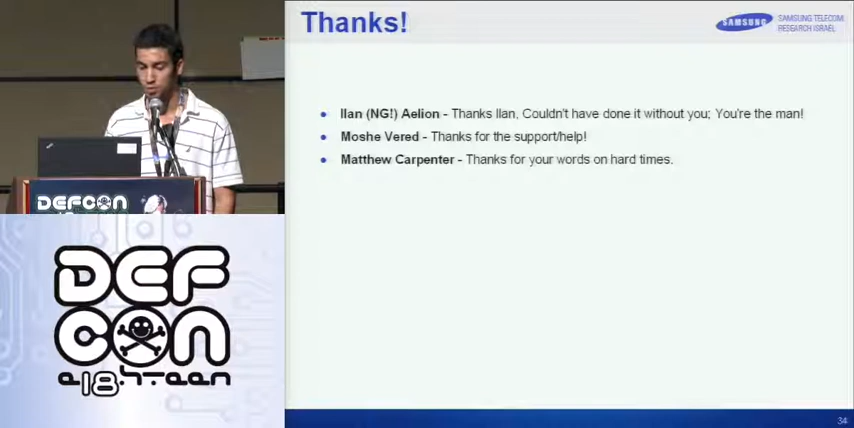 Thanks!
SAMSUNG
SAMSUNG TELECOM
RESEARCH ISRAEL
Ilan (NG!) Aelion - Thanks Ilan, Couldn't have done it without you; You're the man!
Moshe Vered - Thanks for the support/help!
Matthew Carpenter - Thanks for your words on hard times.
DEFCON
DEF
CON
e18.hteen
34